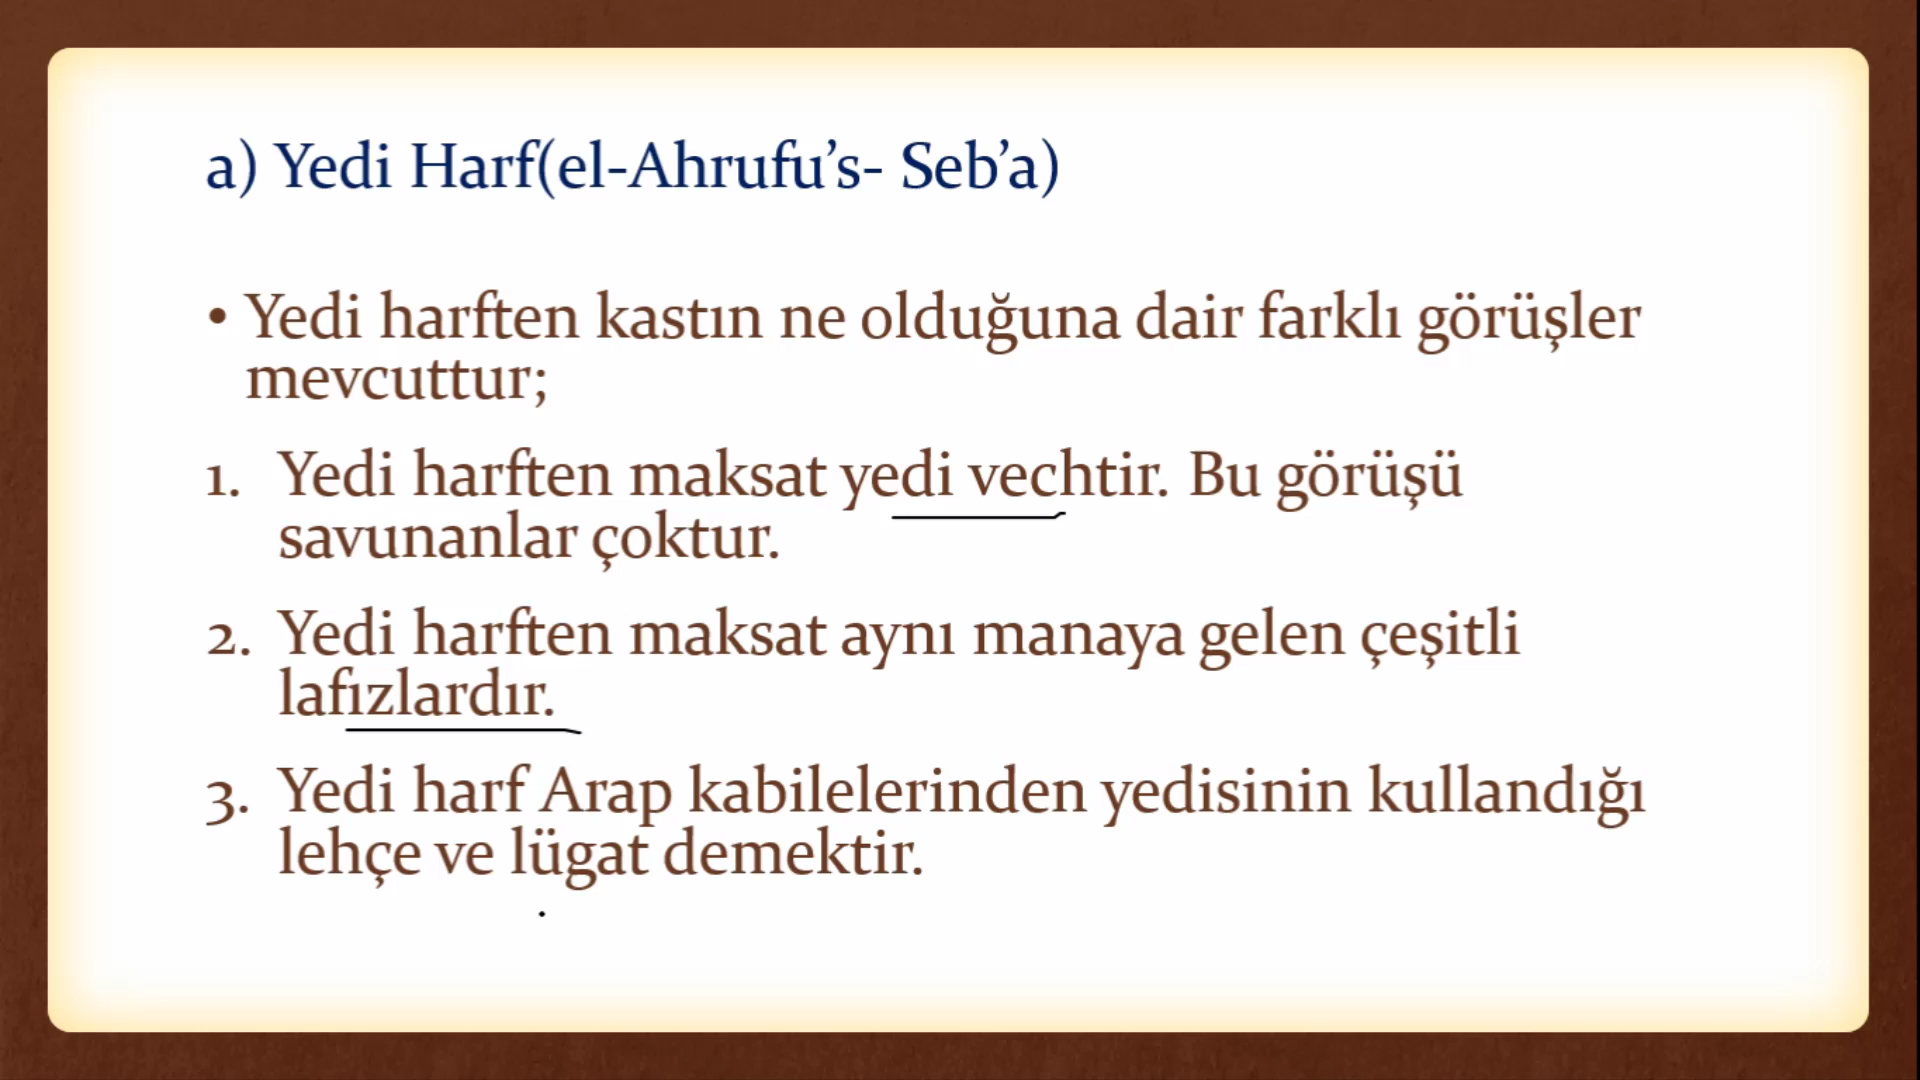 a) Yedi Harf(el-Ahrufu’s- Seb’a)
• Yedi harften kastın ne olduğuna dair farklı görüşler
mevcuttur;
1. Yedi harften maksat yedi vechtir. Bu görüşü
savunanlar çoktur.
2. Yedi harften maksat aynı manaya gelen çeşitli
lafızlardır.
3. Yedi harf Arap kabilelerinden yedisinin kullandığı
lehçe ve lügat demektir.